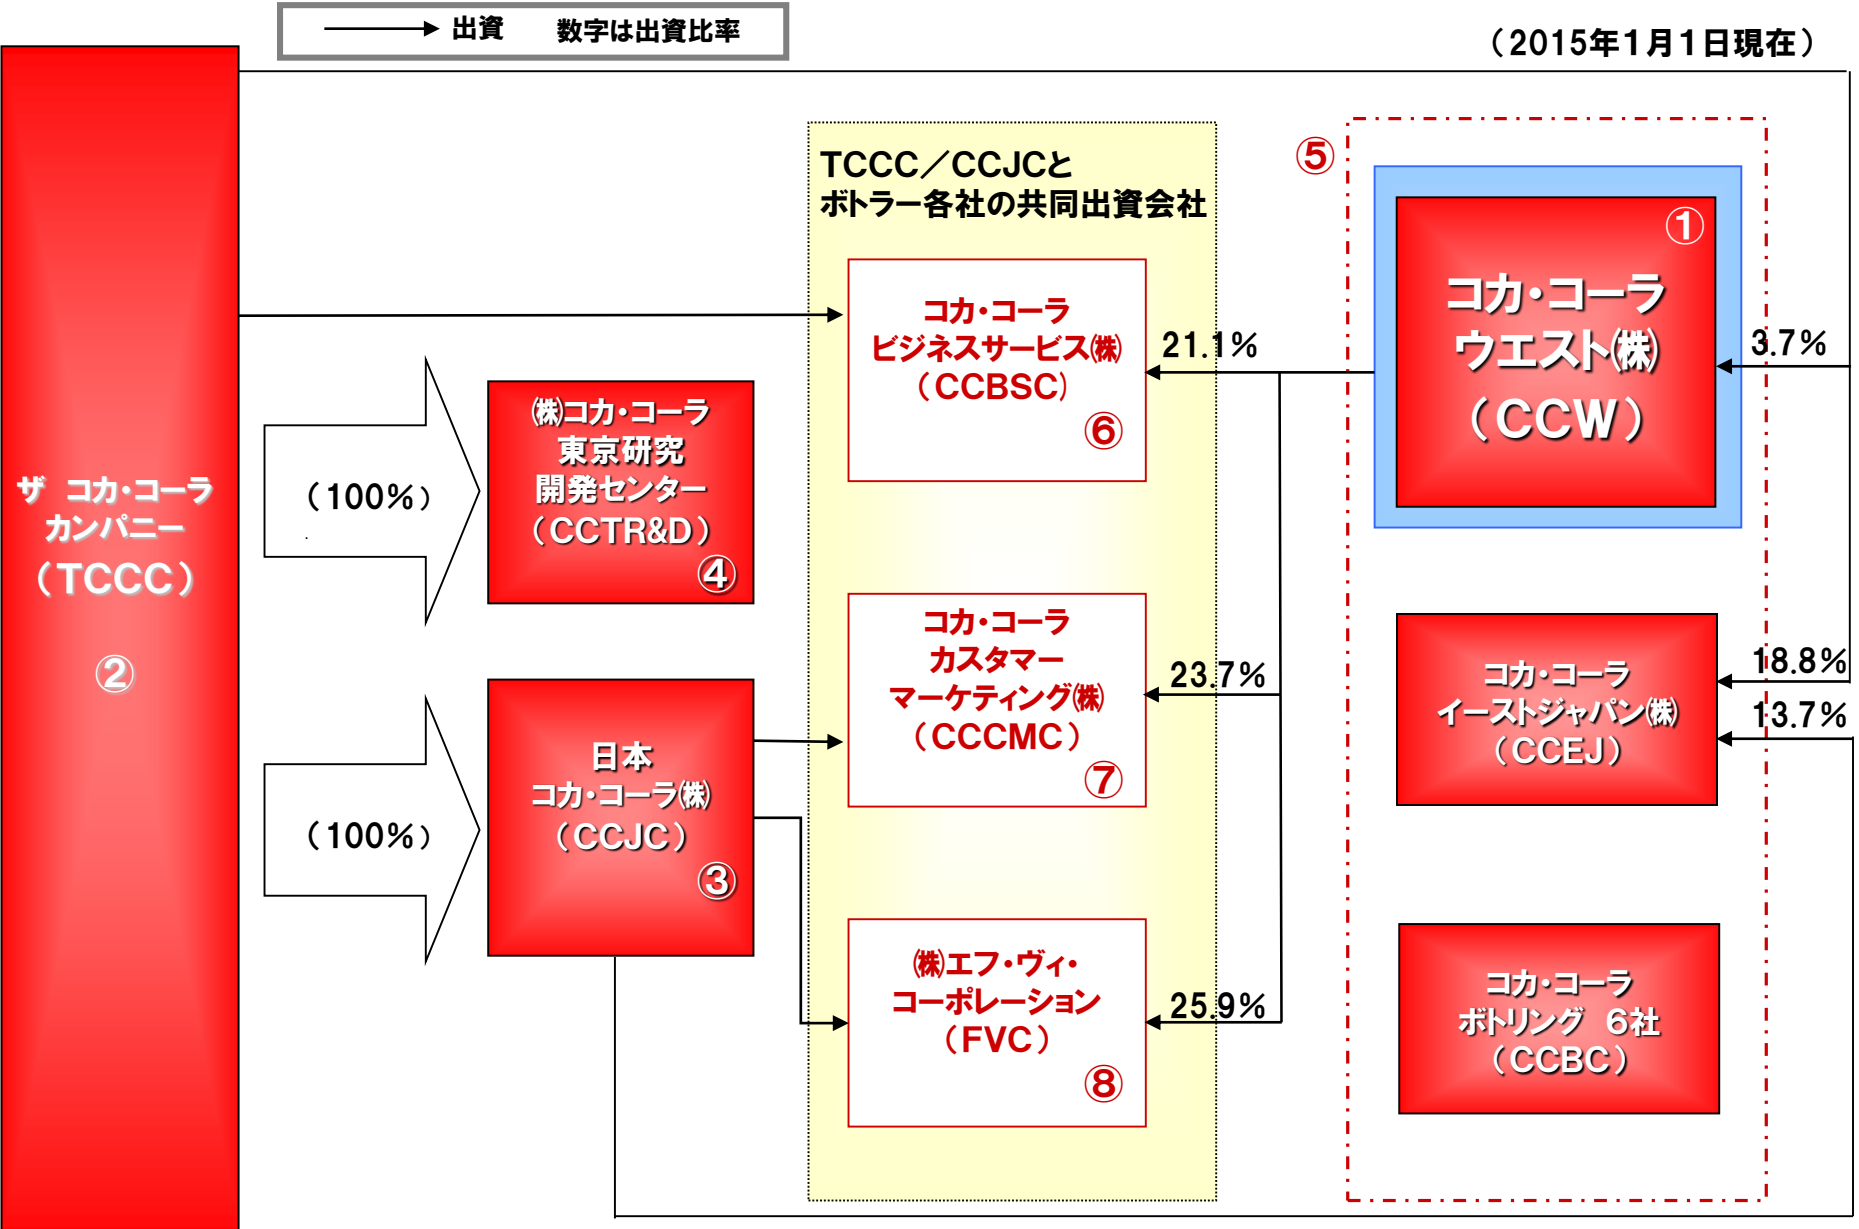 出資 数字は出資比率
（2015年1月1日現在）
ザ コカ・コーラ
カンパニー
（TCCC）
②
（100％）
㈱コカ・コーラ
東京研究
開発センター
（CCTR&D）
④
（100％）
日本
コカ・コーラ㈱
（CCJC）
③
TCCC／CCJCと
ボトラー各社の共同出資会社
コカ・コーラ
ビジネスサービス㈱
（CCBSC）
⑥
21.1％
コカ・コーラ
カスタマー
マーケティング㈱
（CCCMC）
⑦
23.7％
㈱エフ・ヴィ・
コーポレーション
（FVC）
⑧
25.9％
⑤
①
コカ・コーラ
ウエスト㈱
（CCW）
3.7％
コカ・コーラ
イーストジャパン㈱
（CCEJ）
18.8％
13.7％
コカ・コーラ
ボトリング 6社
（CCBC）